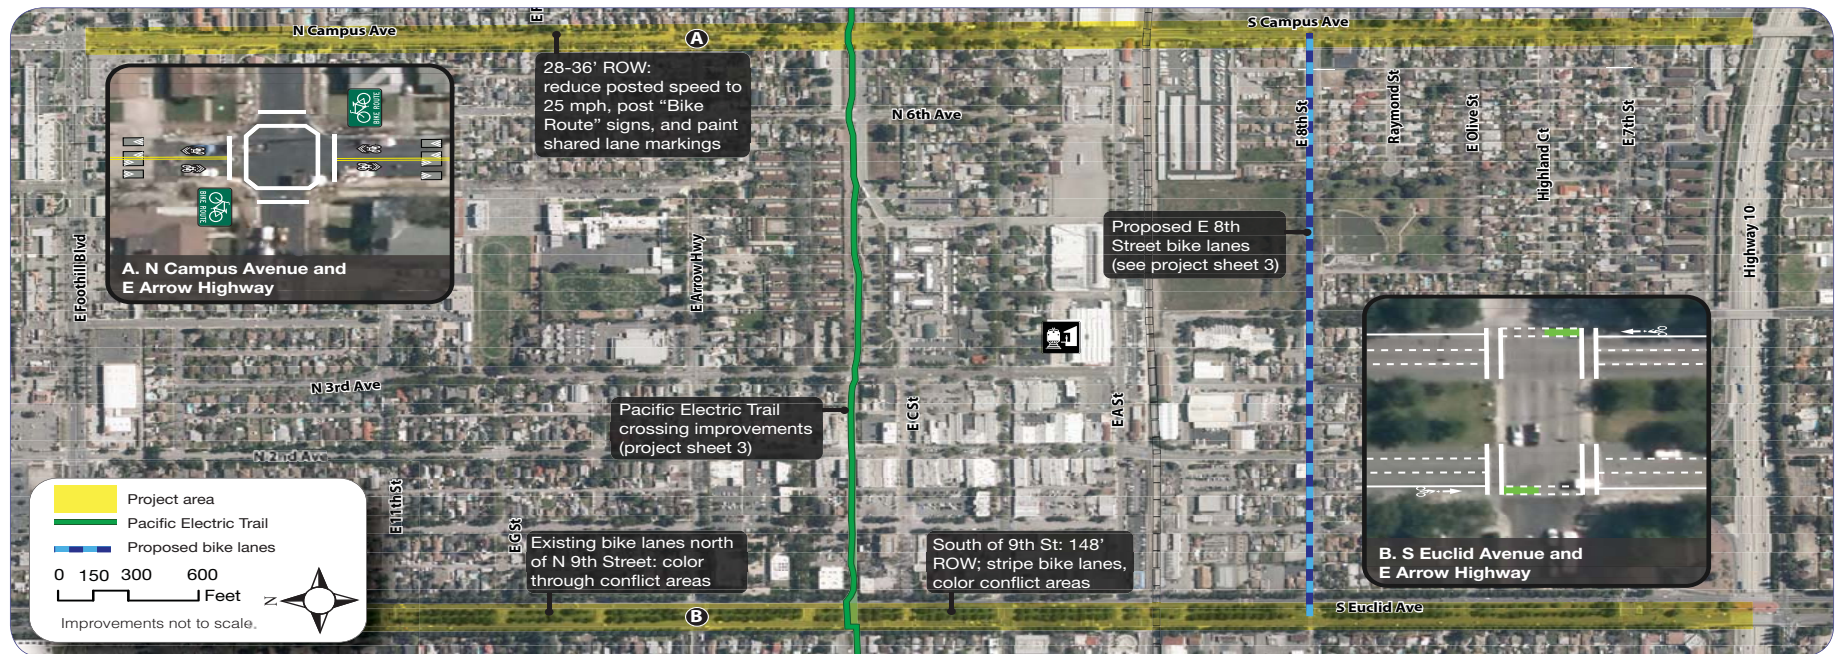 N Campus Ave
A
S Campus Ave
28-36’ ROW:
reduce posted speed to
25 mph, post “Bike
Route” signs, and paint
shared lane markings
BIKE ROUTE
BIKE ROUTE
A. N Campus Avenue and
E Arrow Highway
E Foothill Blvd
E Arrow Hwy
N 6th Ave
E 8th St
Raymond St
E Olive St
Highland Ct
E 7th St
Highway 10
Proposed E 8th
Street bike lanes
(see project sheet 3)
N 3rd Ave
Pacific Electric Trail
crossing improvements
(project sheet 3)
E C St
E A St
N 2nd Ave
E 11th St
E G St
Existing bike lanes north
of N 9th Street: color
through conflict areas
South of 9th St: 148’
ROW; stripe bike lanes,
color conflict areas
B. S Euclid Avenue and
E Arrow Highway
B
S Euclid Ave
Project area
Pacific Electric Trail
Proposed bike lanes
0 150 300 600
Feet
N
Improvements not to scale.